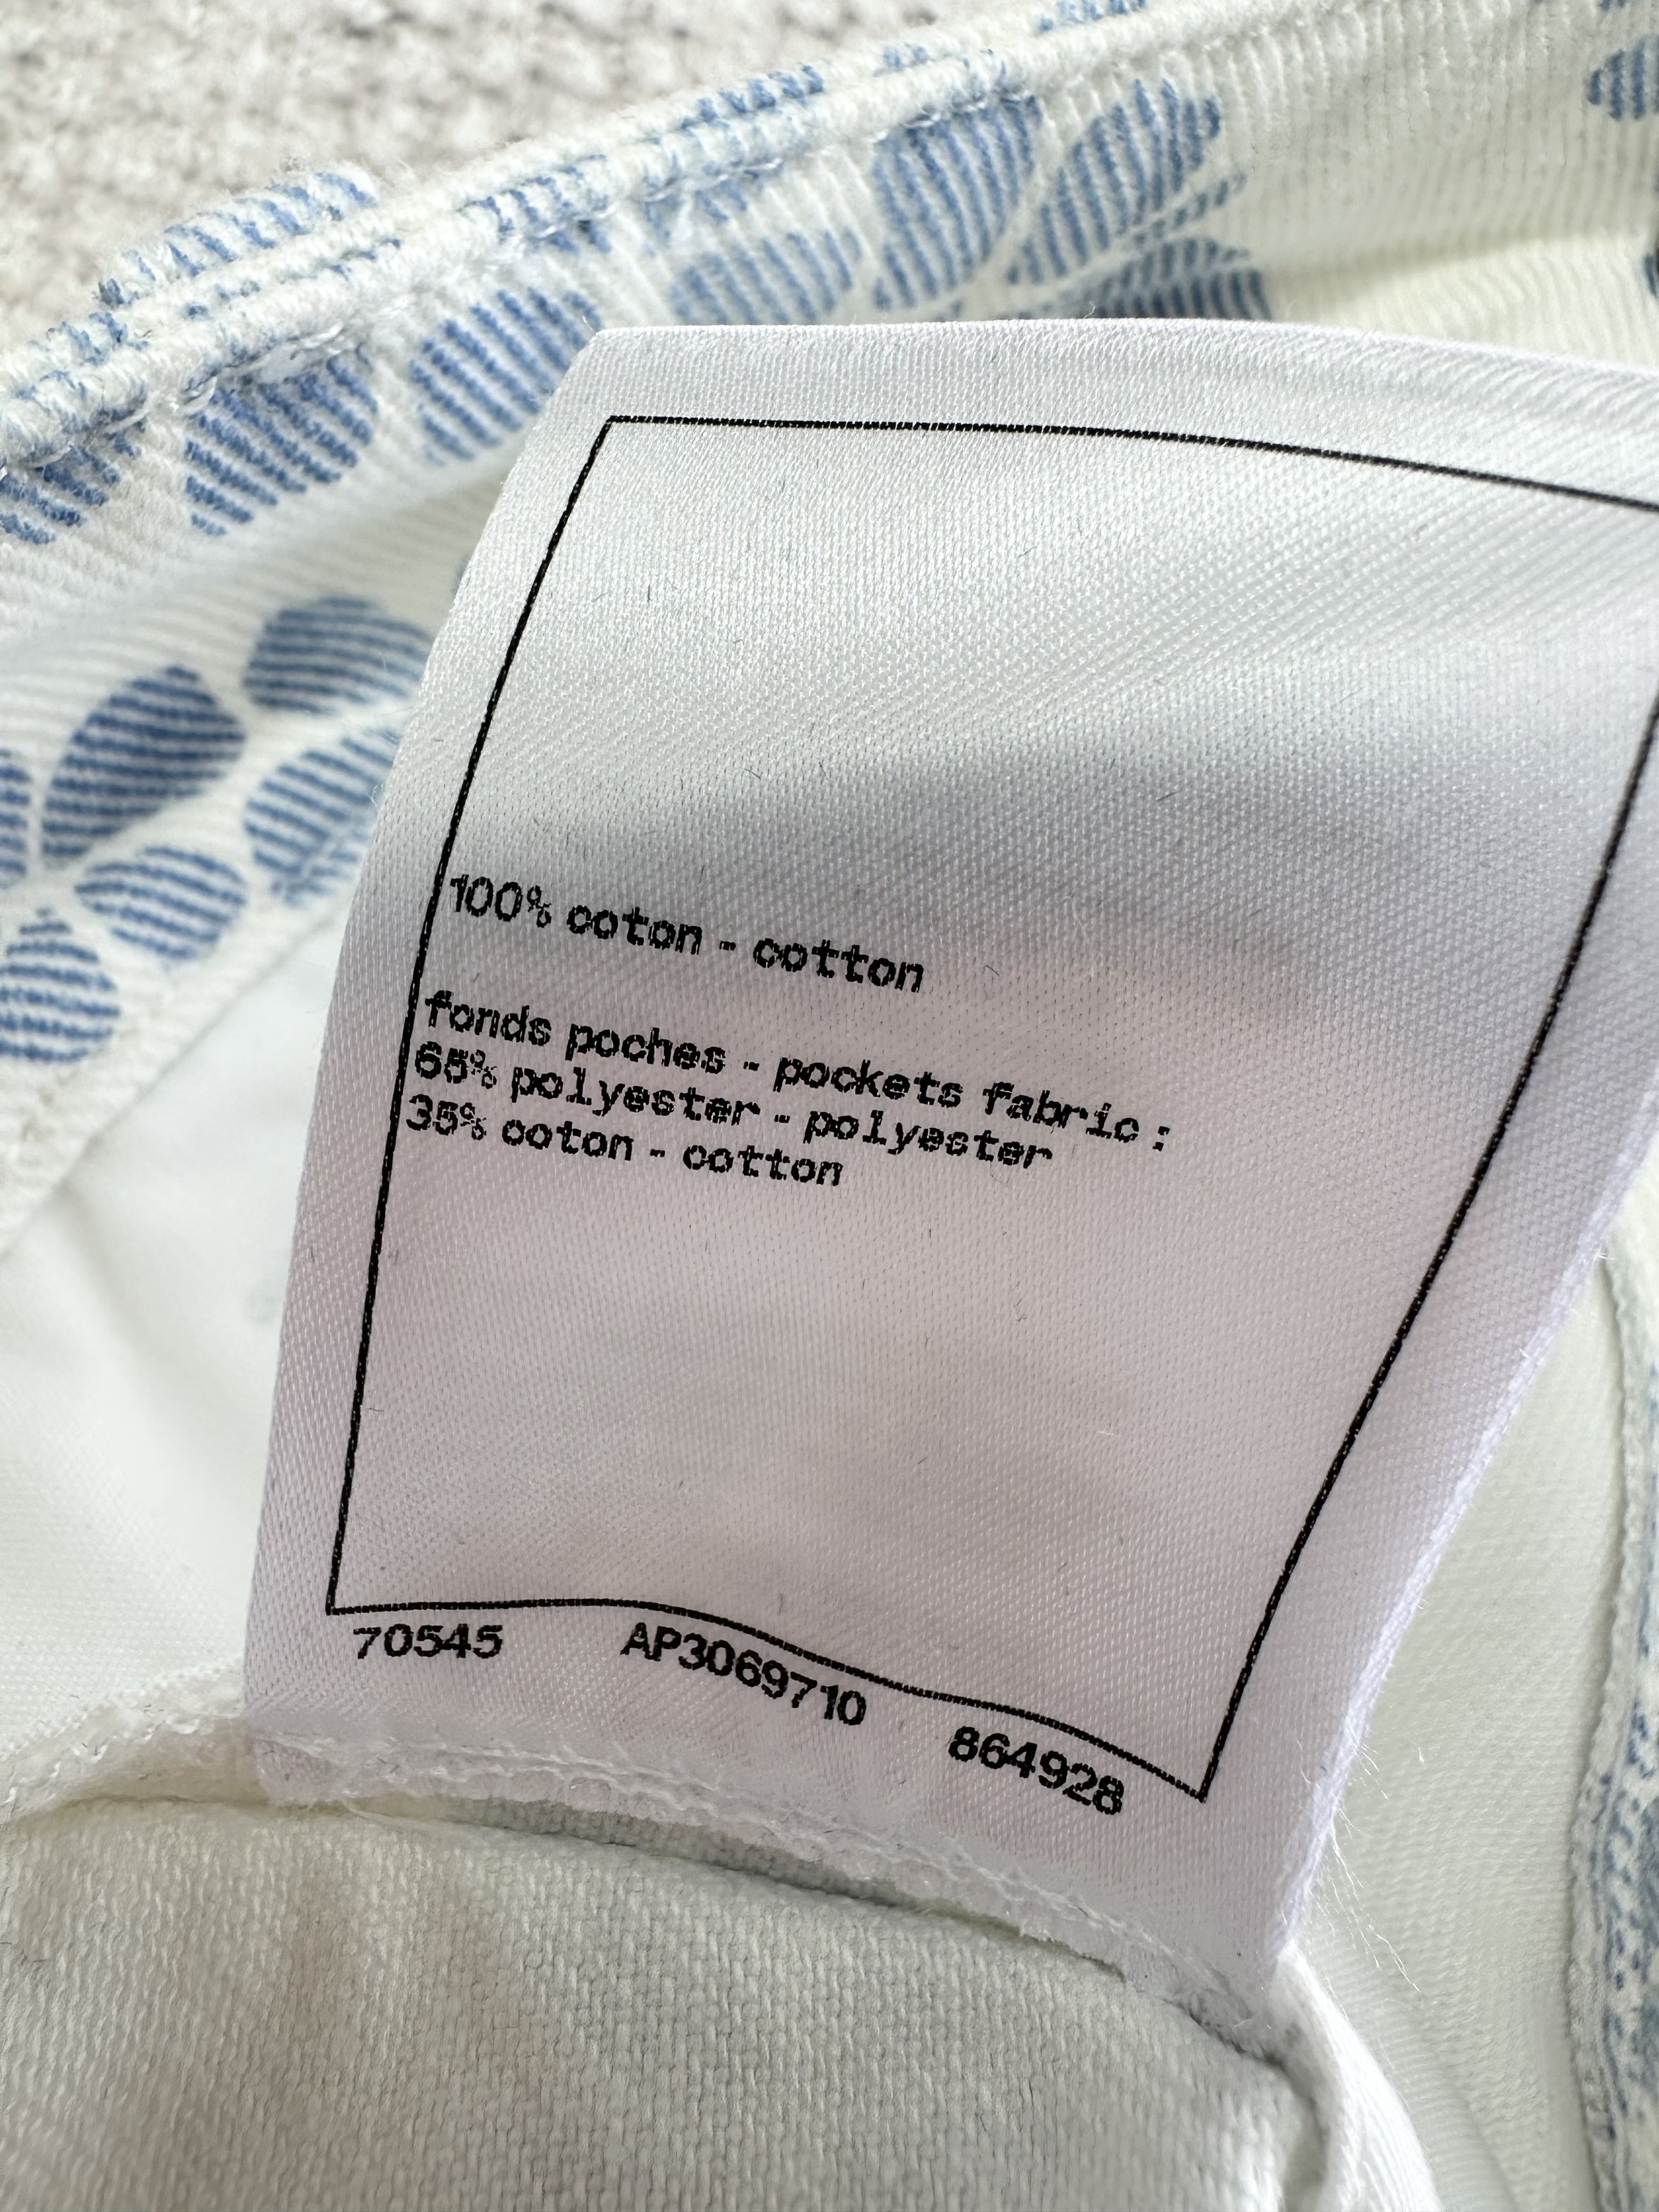 100% coton - cotton
fonds poches - pockets fabric :
65% polyester - polyester
35% coton - cotton
70545 AP3069710 864928